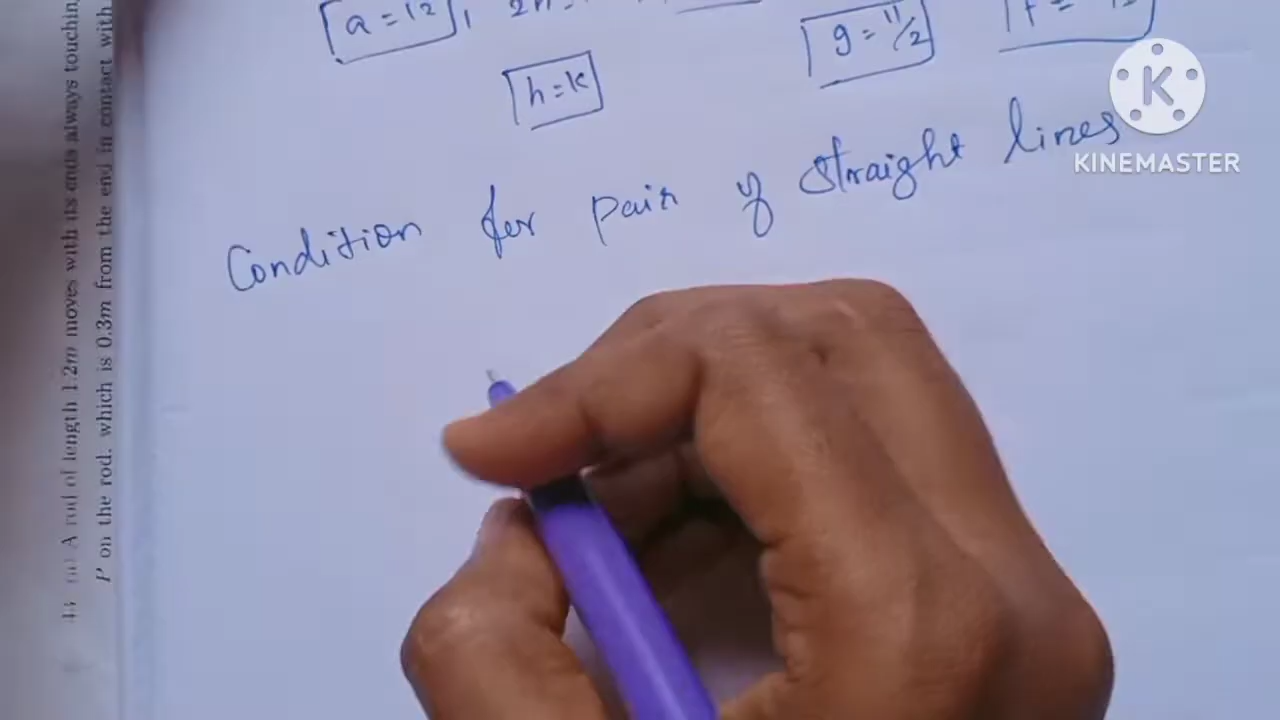 a = 12,
g = 11/2
h = k
Condition for pair of straight lines
K
KINEMASTER
A rod of length 1.2m moves with its ends always touching
P on the rod, which is 0.3m from the end in contact with